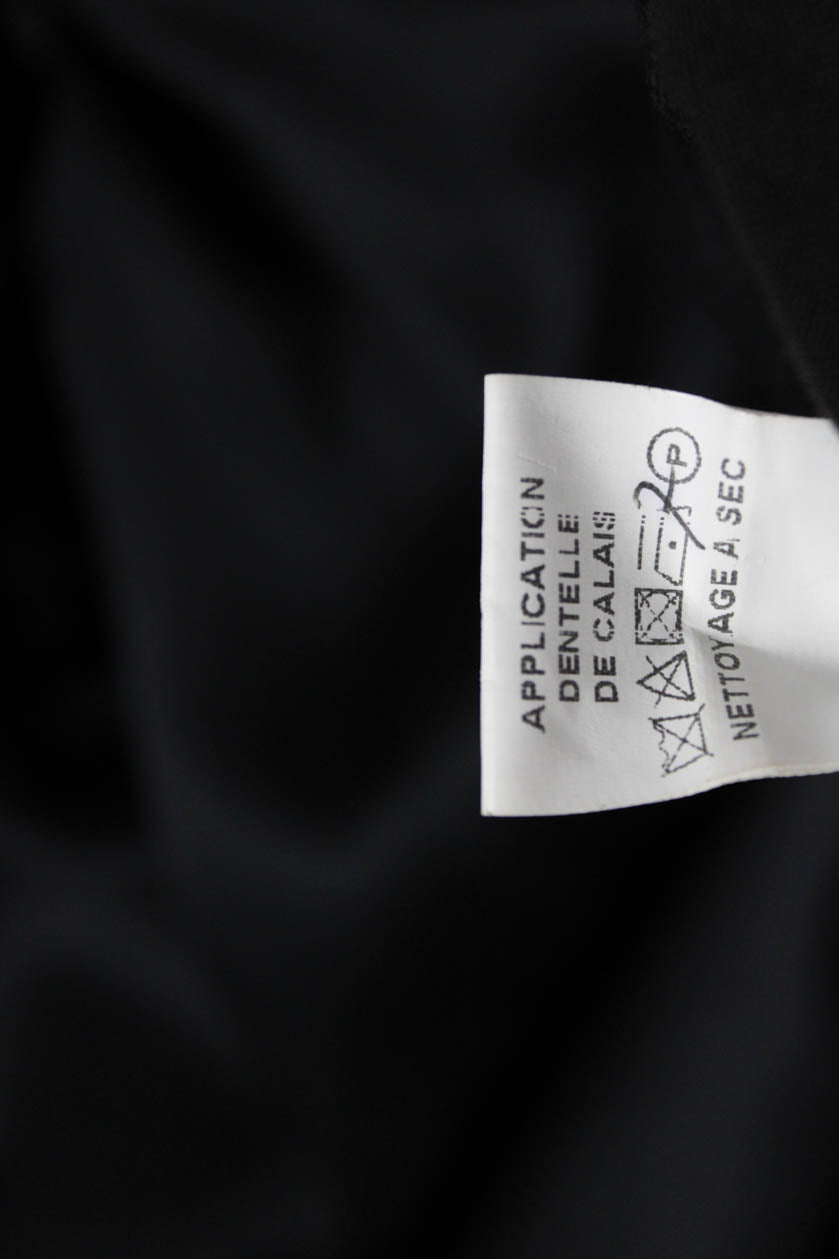 APPLICATION
DENTELLE
DE CALAIS
P
NETTOYAGE A SEC